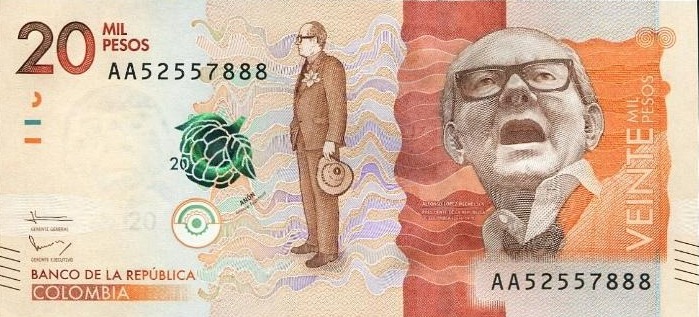 20 MIL
PESOS
AA52557888
20
ANÓN
20
GERENTE GENERAL
GERENTE EJECUTIVO
BANCO DE LA REPÚBLICA
COLOMBIA
ALFONSO LÓPEZ MICHELSEN
PRESIDENTE DE LA REPÚBLICA
VEINTE MIL
PESOS
AA52557888